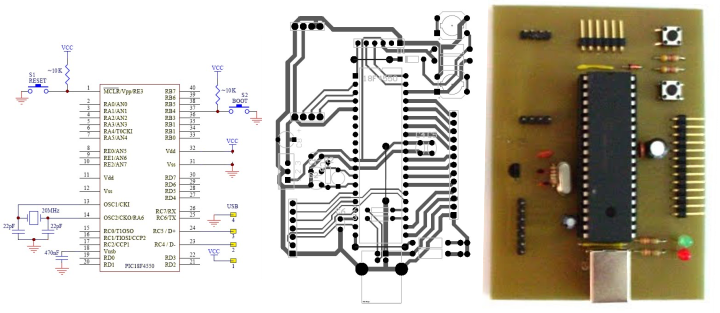 VCC
~10K
S1
RESET
VCC
~10K
S2
BOOT
VCC
1 MCLR/Vpp/RE3 RB7 40
RB6 39
2 RA0/AN0 RB5 38
3 RA1/AN1 RB4 37
4 RA2/AN2 RB3 36
5 RA3/AN3 RB2 35
6 RA4/T0CKI RB1 34
7 RA5/AN4 RB0 33
8 RE0/AN5 Vdd 32
9 RE1/AN6
10 RE2/AN7 Vss 31
11 Vdd RD7 30
RD6 29
12 Vss RD5 28
RD4 27
13 OSC1/CKI
RC7/RX 26
14 OSC2/CKO/RA6 RC6/TX 25
20MHz
22pF
22pF
15 RC0/TIOSO RC5 / D+ 24
16 RC1/TIOSI/CCP2
17 RC2/CCP1 RC4 / D- 23
18 Vusb
19 RD0 RD3 22
20 RD1 RD2 21
PIC18F4550
470nF
USB
4
3
2
VCC
1
18F4550